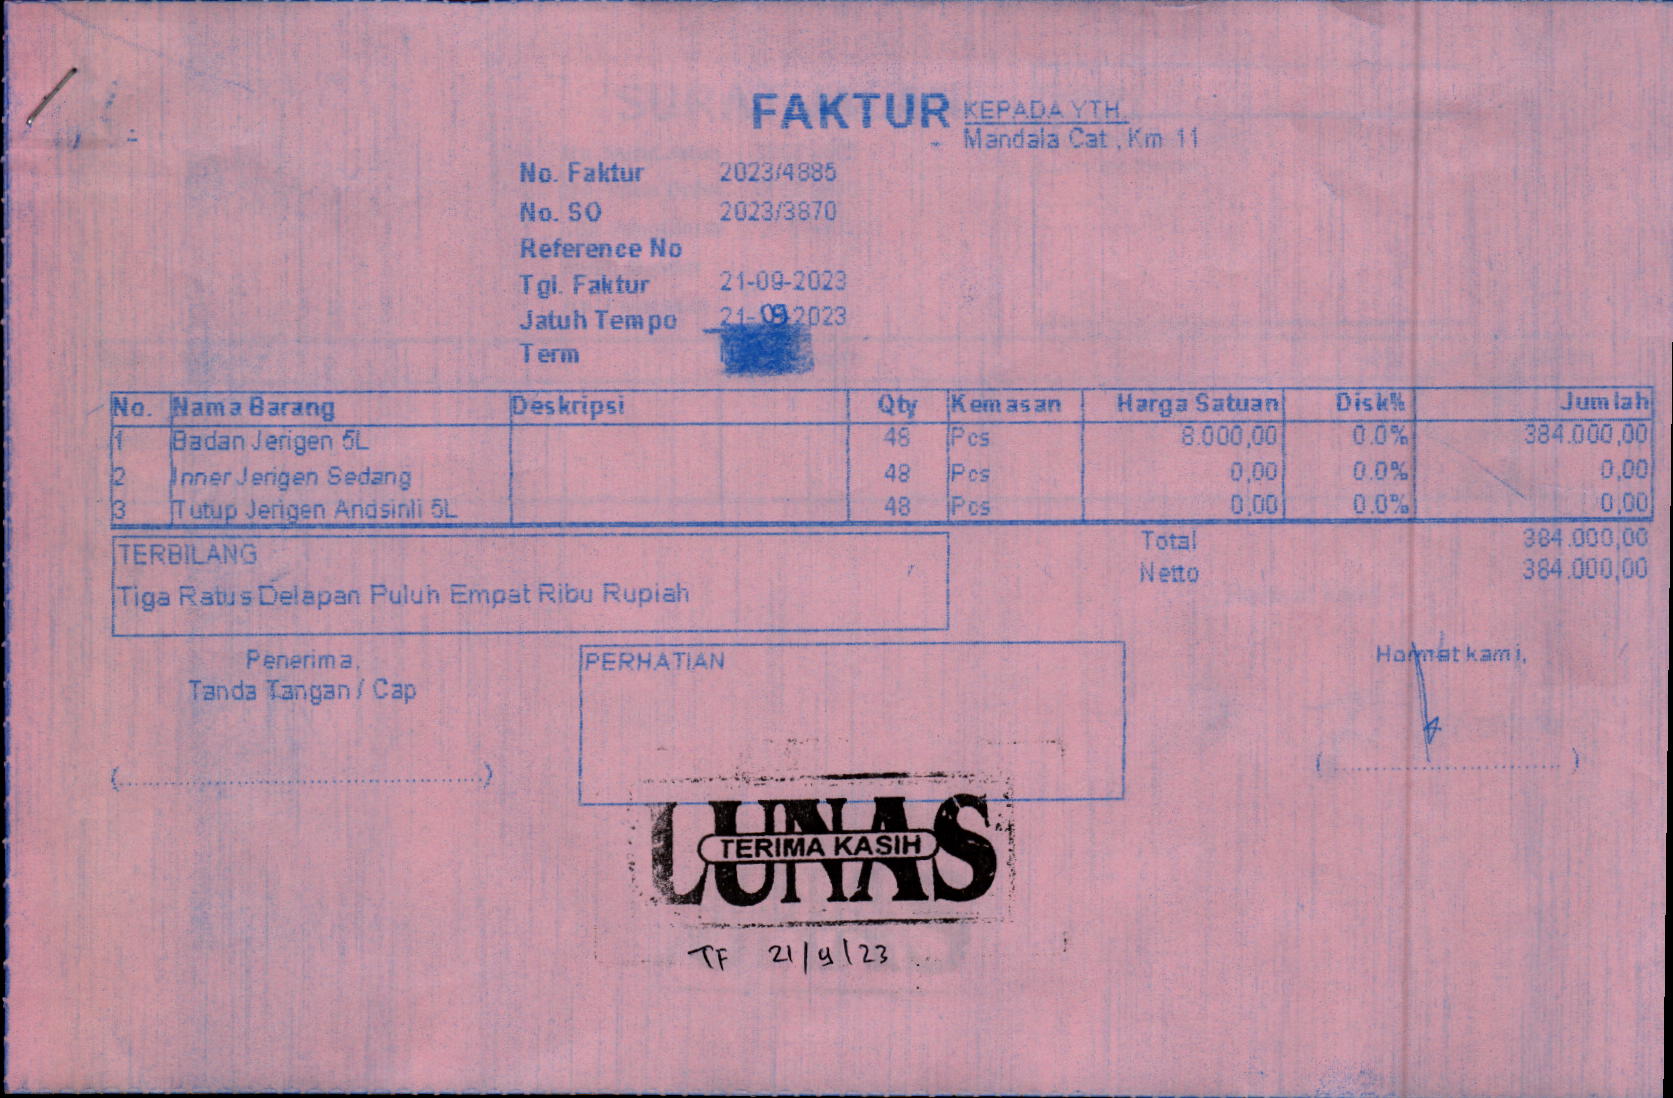 FAKTUR
KEPADA YTH.
Mandala Cat , Km 11
No. Faktur 2023/4885
No. SO 2023/3870
Reference No
Tgl. Faktur 21-09-2023
Jatuh Tempo 21-09-2023
Term
No. Nama Barang Deskripsi Qty Kemasan Harga Satuan Disk% Jumlah
1 Badan Jerigen 5L 48 Pcs 8.000,00 0.0% 384.000,00
2 Inner Jerigen Sedang 48 Pcs 0,00 0.0% 0,00
3 Tutup Jerigen 5L 48 Pcs 0,00 0.0% 0,00
Total 384.000,00
Netto 384.000,00
TERBILANG
Tiga Ratus Delapan Puluh Empat Ribu Rupiah
Penerima,
Tanda Tangan / Cap
PERHATIAN
Hormat kami,
(..........................................)
(..............................)
LUNAS
TERIMA KASIH
TF 21/9/23